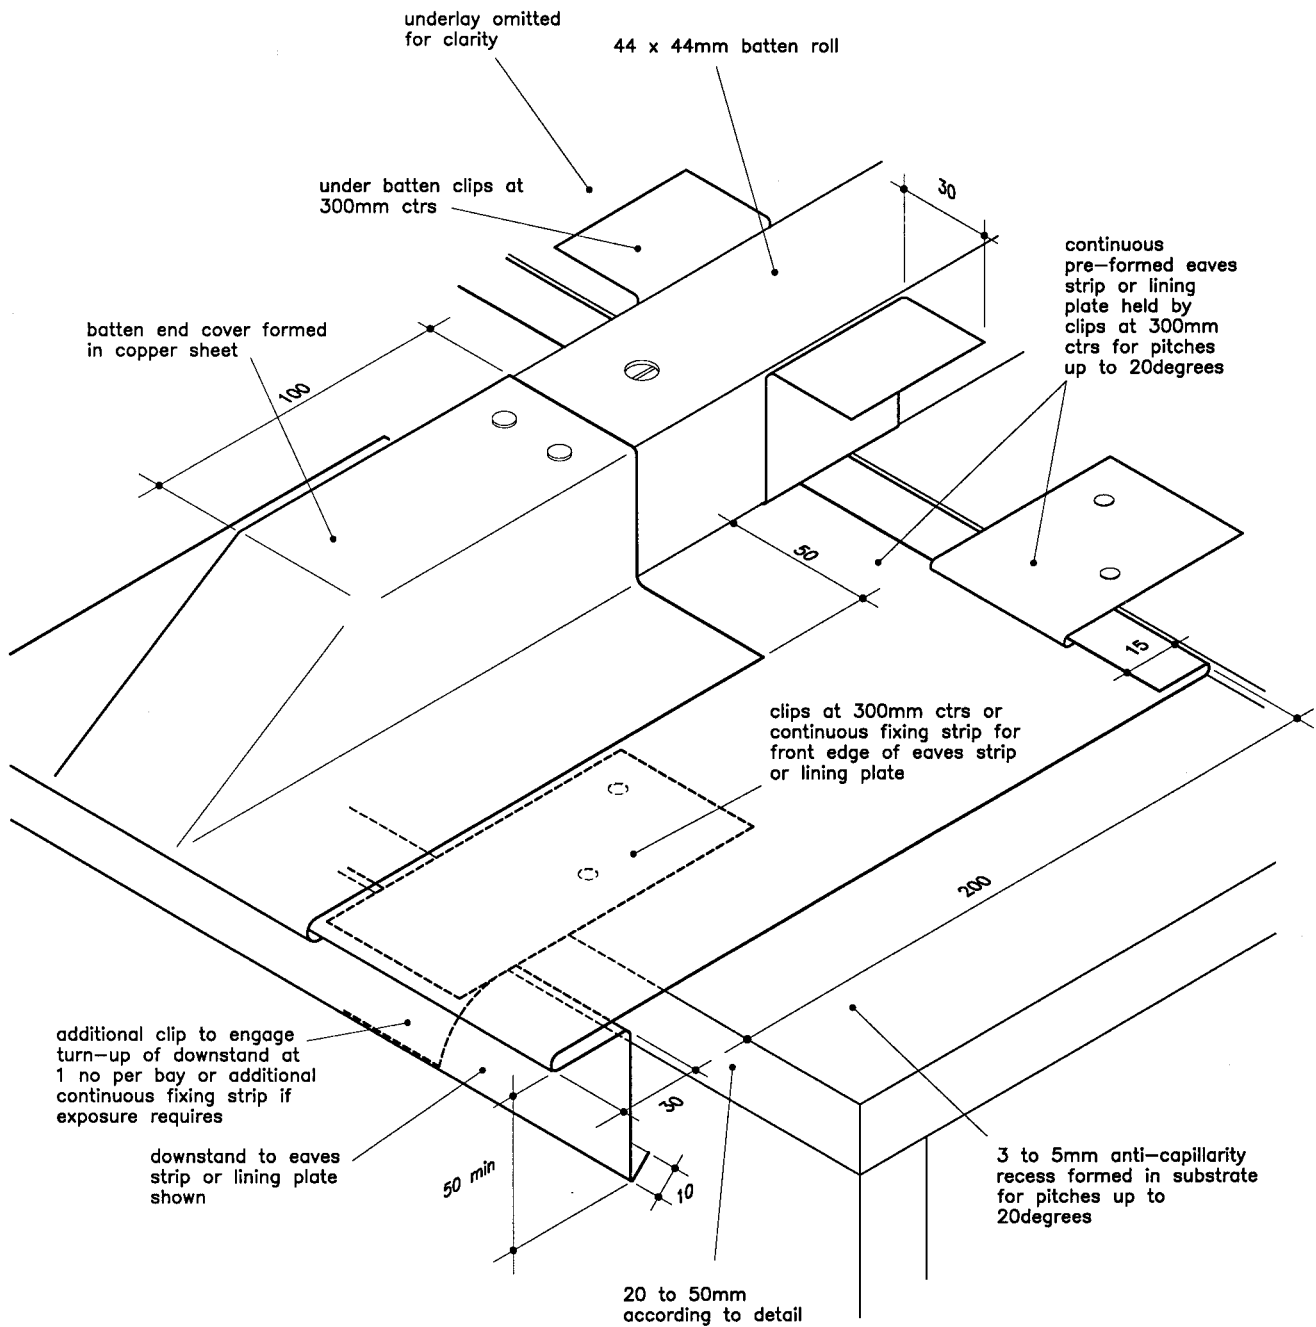 underlay omitted
for clarity
44 x 44mm batten roll
under batten clips at
300mm ctrs
30
continuous
pre-formed eaves
strip or lining
plate held by
clips at 300mm
ctrs for pitches
up to 20degrees
batten end cover formed
in copper sheet
100
50
15
clips at 300mm ctrs or
continuous fixing strip for
front edge of eaves strip
or lining plate
200
additional clip to engage
turn-up of downstand at
1 no per bay or additional
continuous fixing strip if
exposure requires
30
downstand to eaves
strip or lining plate
shown
50 min
10
3 to 5mm anti-capillarity
recess formed in substrate
for pitches up to
20degrees
20 to 50mm
according to detail